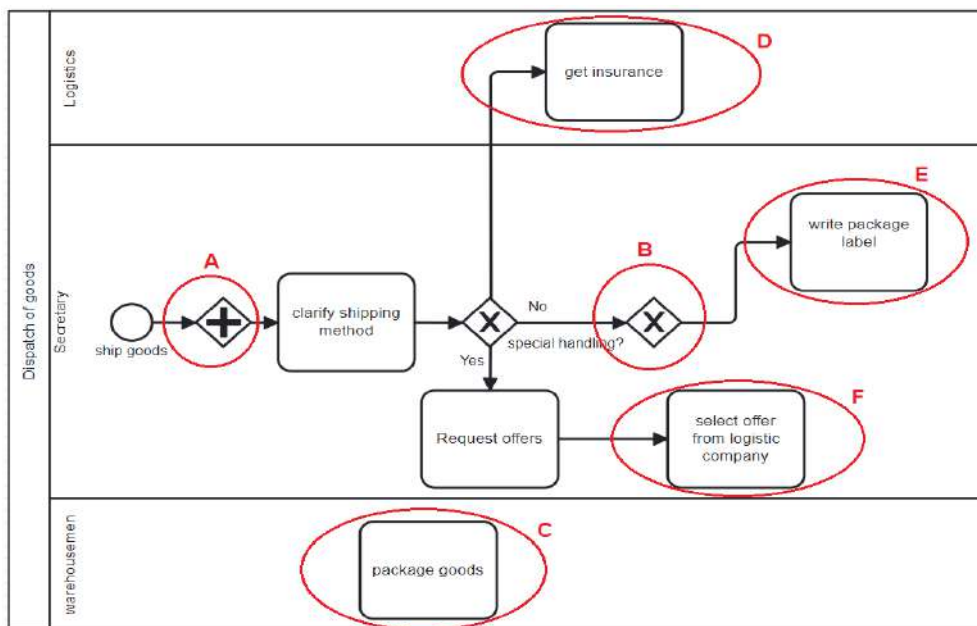 Dispatch of goods
Logistics
D
get insurance
Secretary
E
write package
label
A
B
clarify shipping
method
No
ship goods
special handling?
Yes
F
Request offers
select offer
from logistic
company
warehousemen
C
package goods